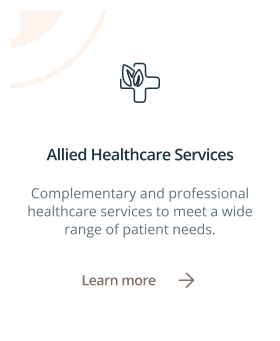 Allied Healthcare Services
Complementary and professional
healthcare services to meet a wide
range of patient needs.
Learn more